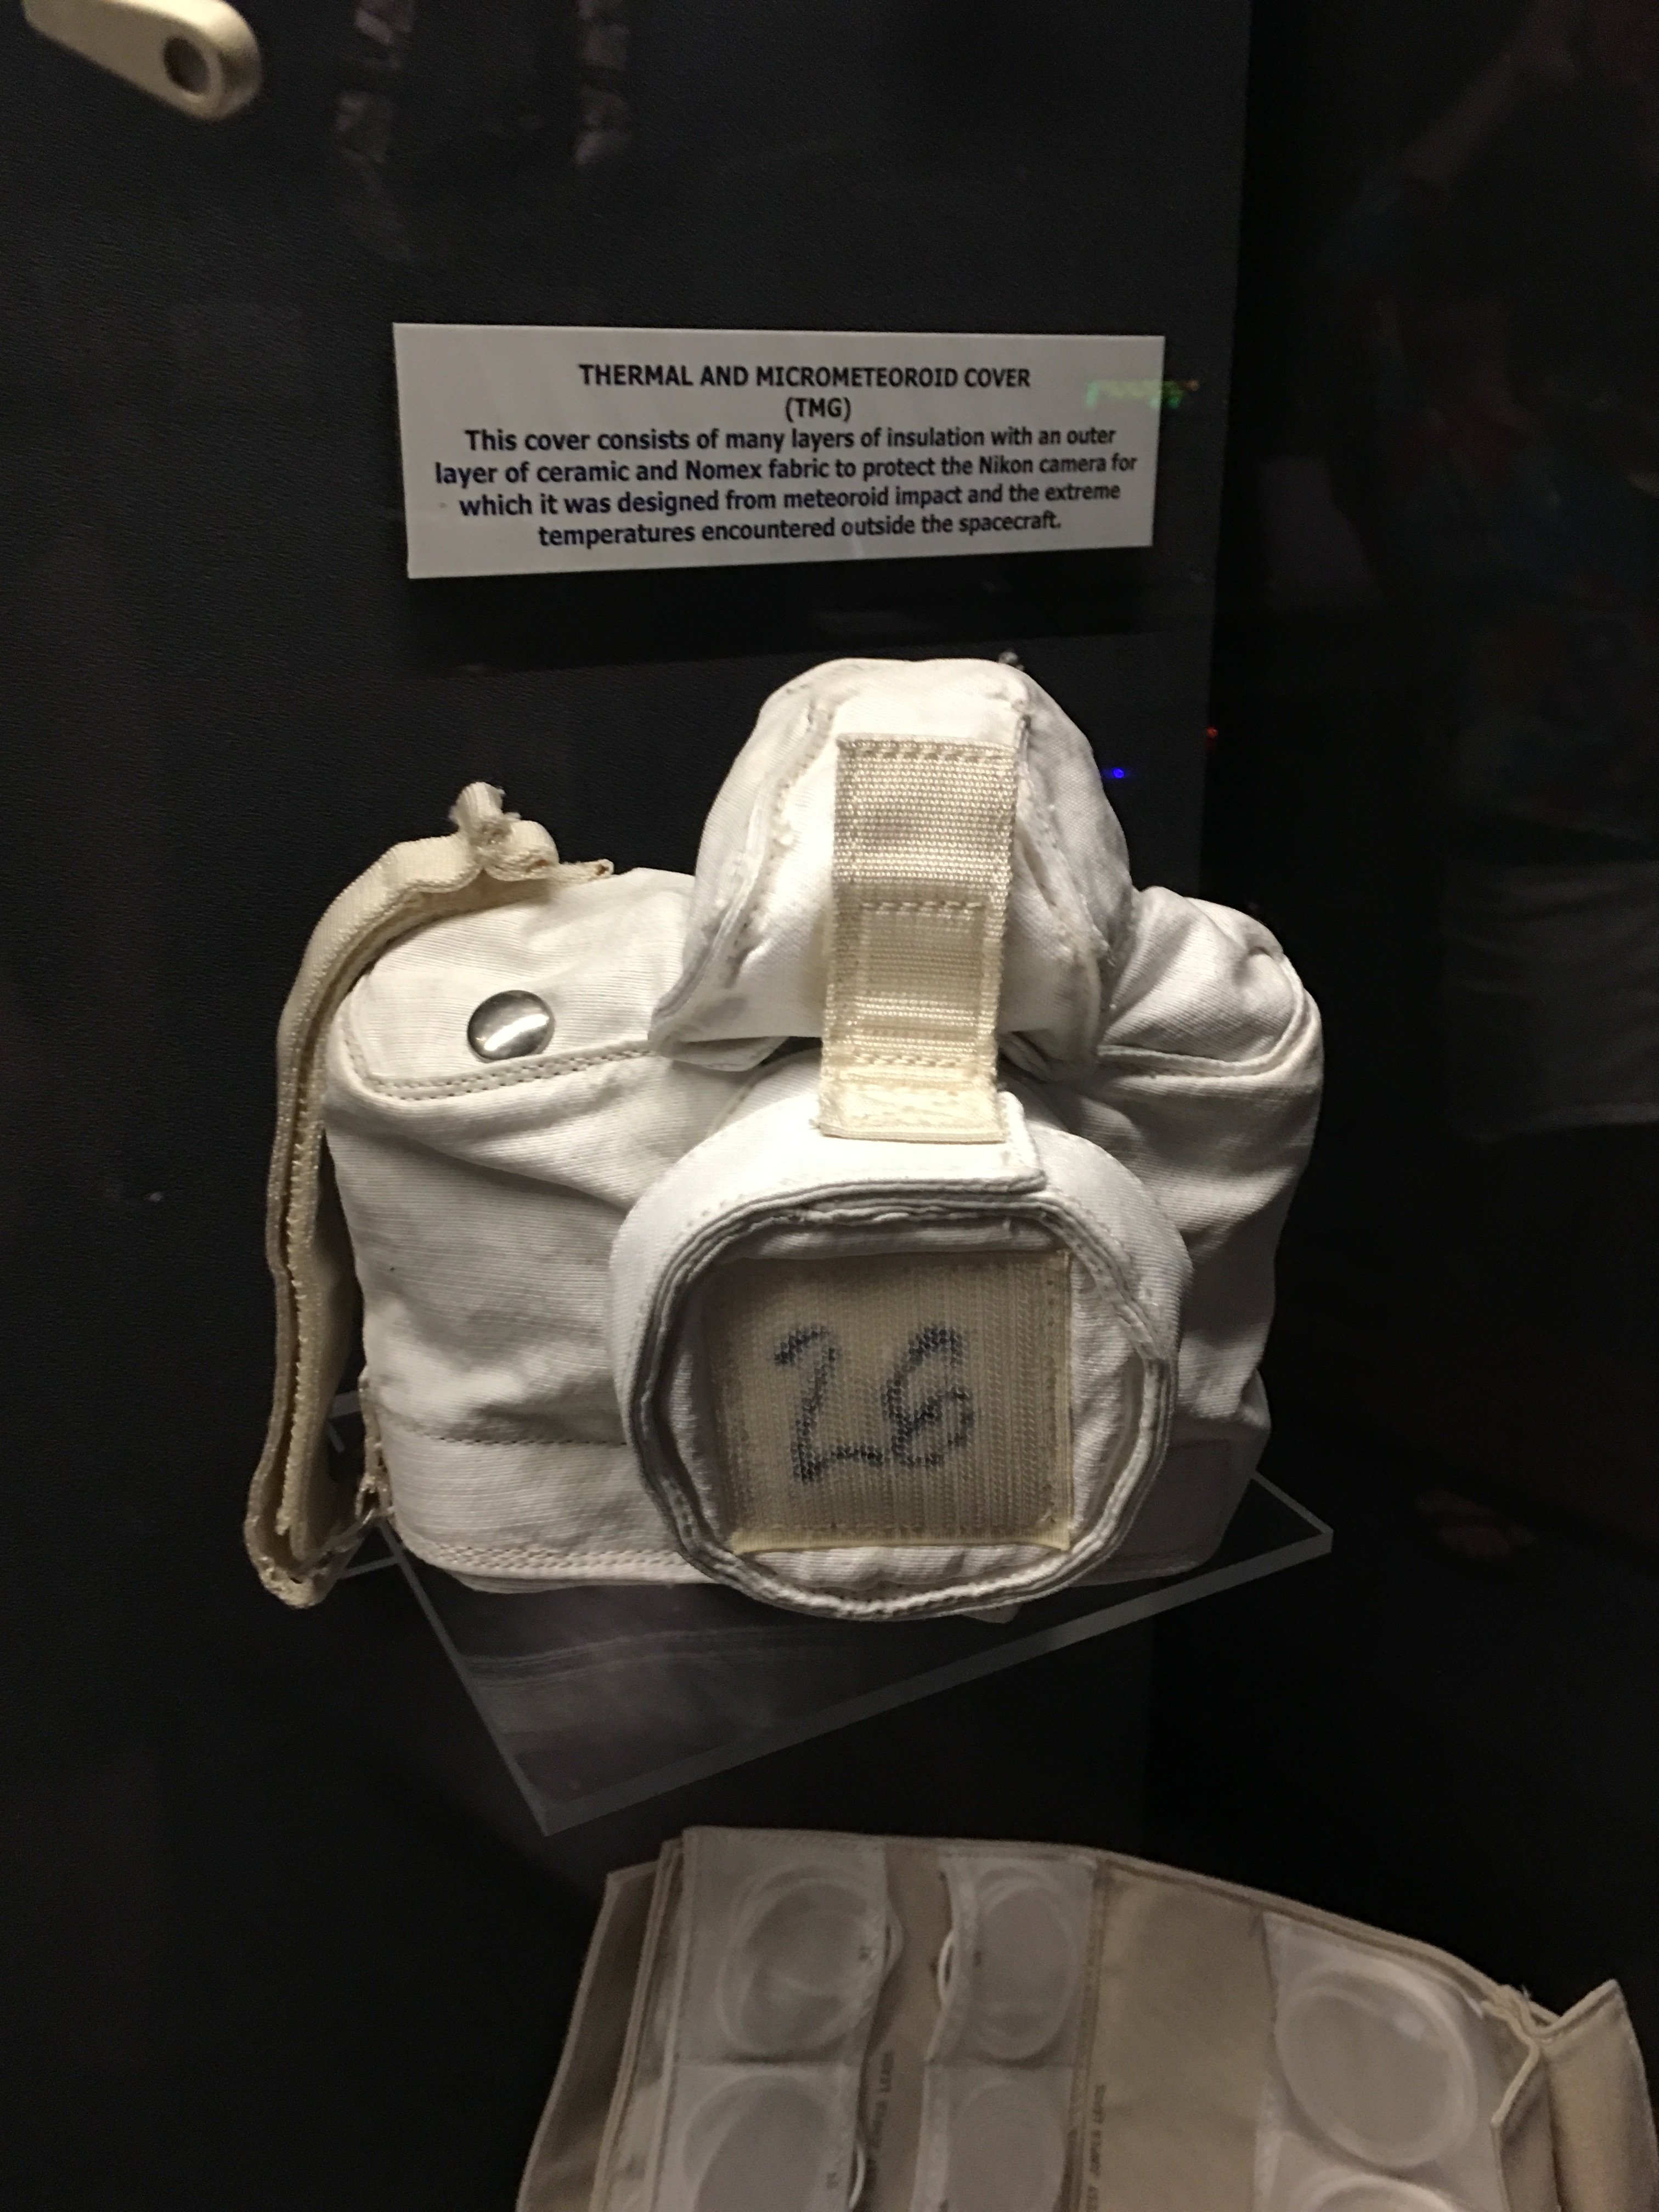 THERMAL AND MICROMETEOROID COVER
(TMG)
This cover consists of many layers of insulation with an outer
layer of ceramic and Nomex fabric to protect the Nikon camera for
which it was designed from meteoroid impact and the extreme
temperatures encountered outside the spacecraft.
26